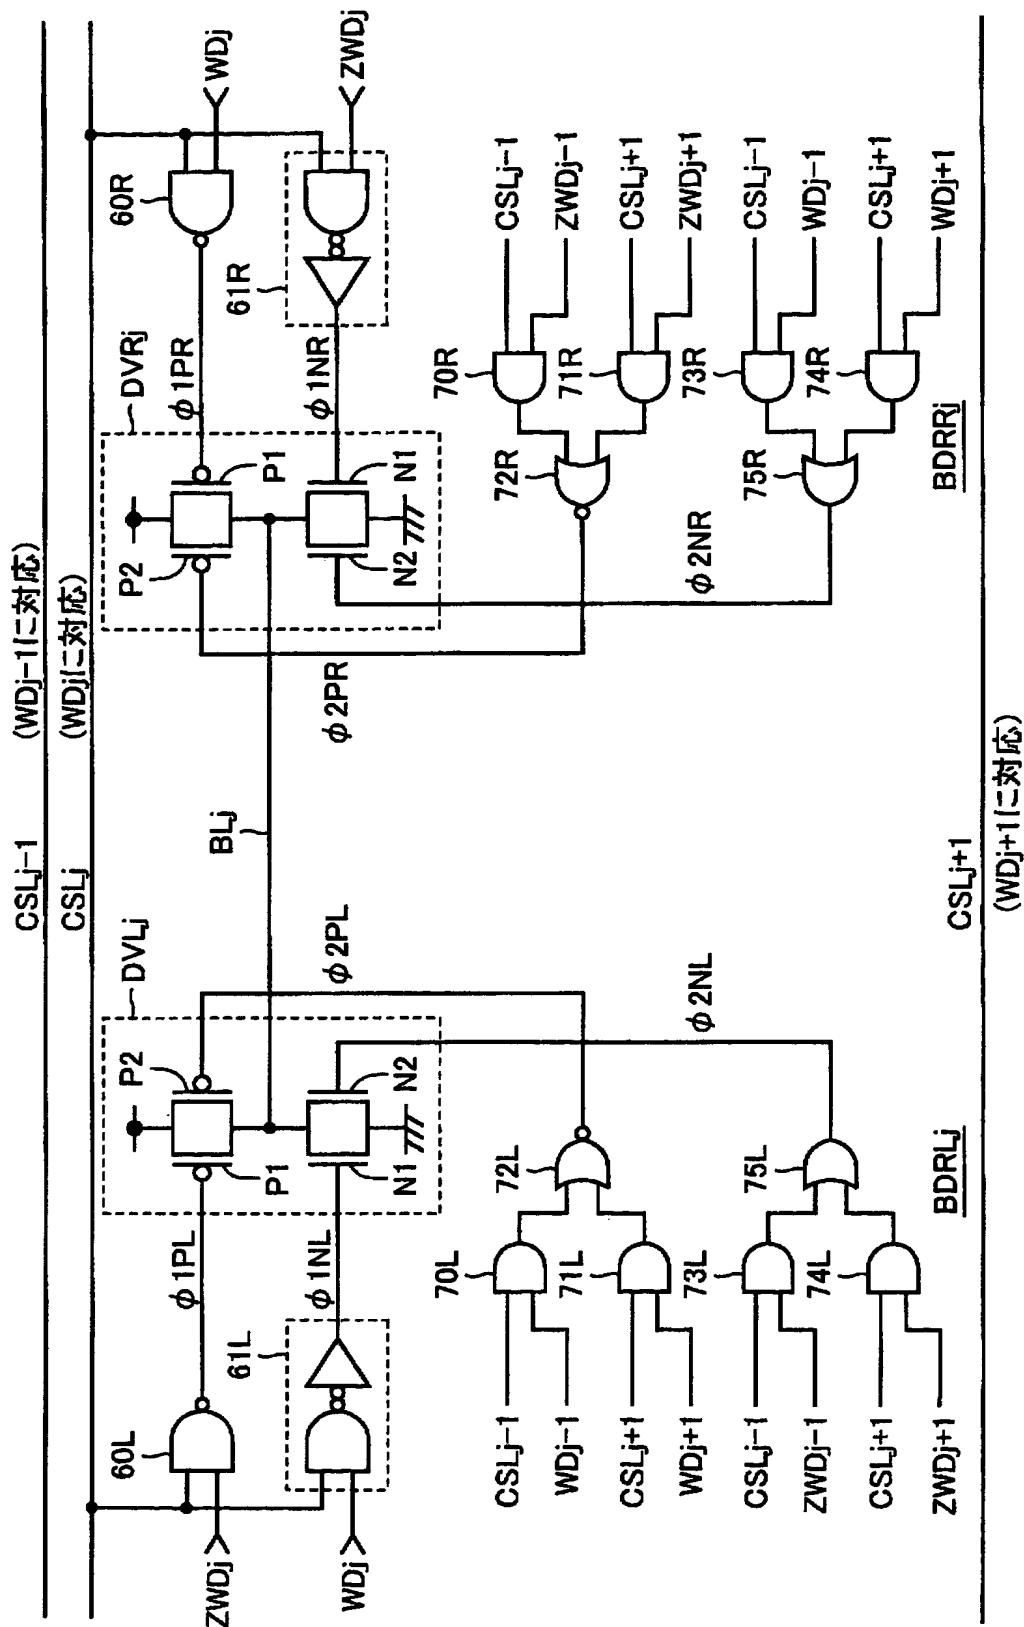 CSLj-1 (WDj-1に対応)
CSLj (WDjに対応)
ZWDj
WDj
60L
61L
φ1PL
φ1NL
DVLj
P2
P1
N1
N2
φ2PL
φ2NL
BLj
φ2PR
φ2NR
DVRj
P2
P1
N2
N1
φ1PR
φ1NR
60R
61R
WDj
ZWDj
CSLj-1
WDj-1
CSLj+1
WDj+1
CSLj-1
ZWDj-1
CSLj+1
ZWDj+1
70L
71L
72L
73L
74L
75L
BDRLj
70R
71R
72R
73R
74R
75R
BDRRj
CSLj-1
ZWDj-1
CSLj+1
ZWDj+1
CSLj-1
WDj-1
CSLj+1
WDj+1
CSLj+1
(WDj+1に対応)